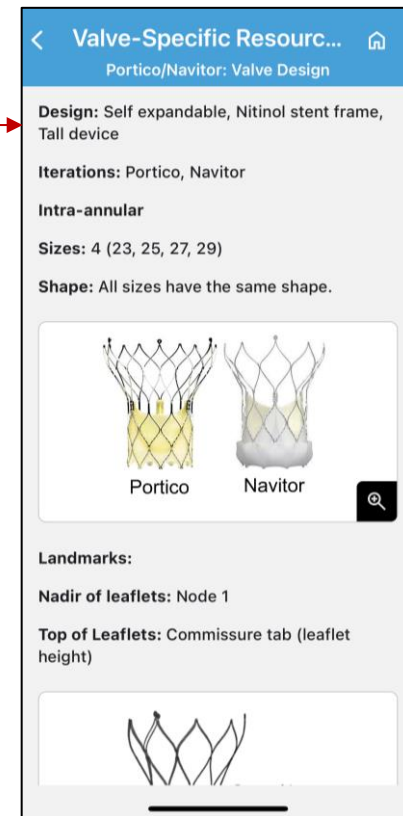 Valve-Specific Resourc...
Portico/Navitor: Valve Design
Design: Self expandable, Nitinol stent frame,
Tall device
Iterations: Portico, Navitor
Intra-annular
Sizes: 4 (23, 25, 27, 29)
Shape: All sizes have the same shape.
Portico Navitor
Landmarks:
Nadir of leaflets: Node 1
Top of Leaflets: Commissure tab (leaflet
height)